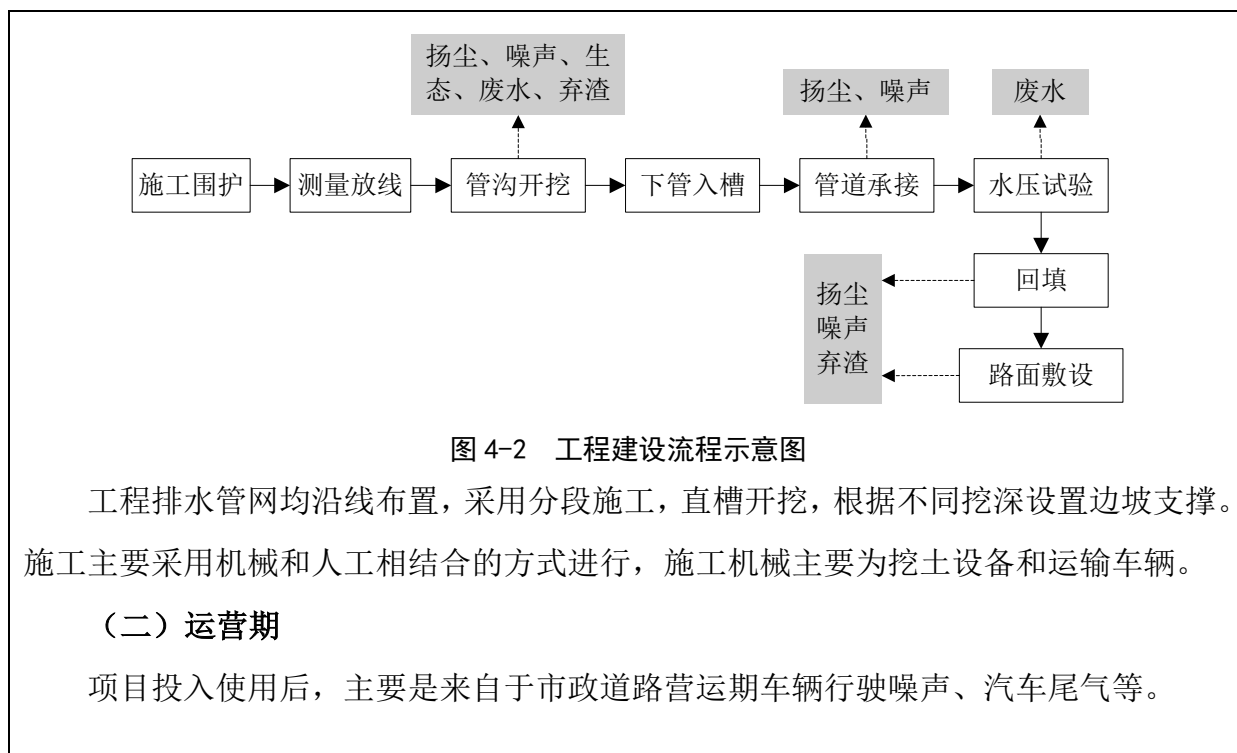 扬尘、噪声、生
态、废水、弃渣
扬尘、噪声
废水
施工围护
测量放线
管沟开挖
下管入槽
管道承接
水压试验
回填
扬尘
噪声
弃渣
路面敷设
图 4-2 工程建设流程示意图
工程排水管网均沿线布置，采用分段施工，直槽开挖，根据不同挖深设置边坡支撑。
施工主要采用机械和人工相结合的方式进行，施工机械主要为挖土设备和运输车辆。
（二）运营期
项目投入使用后，主要是来自于市政道路营运期车辆行驶噪声、汽车尾气等。